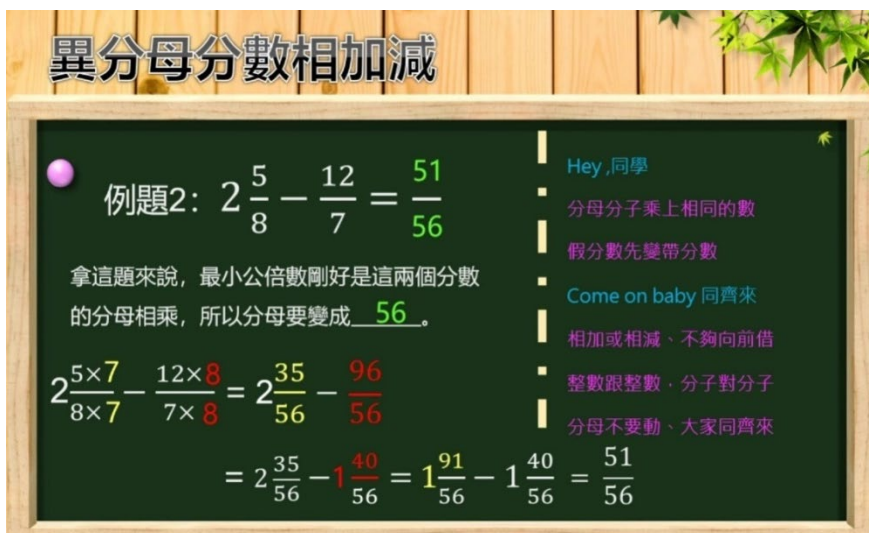 異分母分數相加減
例題2：2 5/8 − 12/7 = 51/56
拿這題來說，最小公倍數剛好是這兩個分數
的分母相乘，所以分母要變成 56 。
2 5×7/8×7 − 12×8/7×8 = 2 35/56 − 96/56
= 2 35/56 − 1 40/56 = 1 91/56 − 1 40/56 = 51/56
Hey ,同學
分母分子乘上相同的數
假分數先變帶分數
Come on baby 同齊來
相加或相減、不夠向前借
整數跟整數，分子對分子
分母不要動、大家同齊來